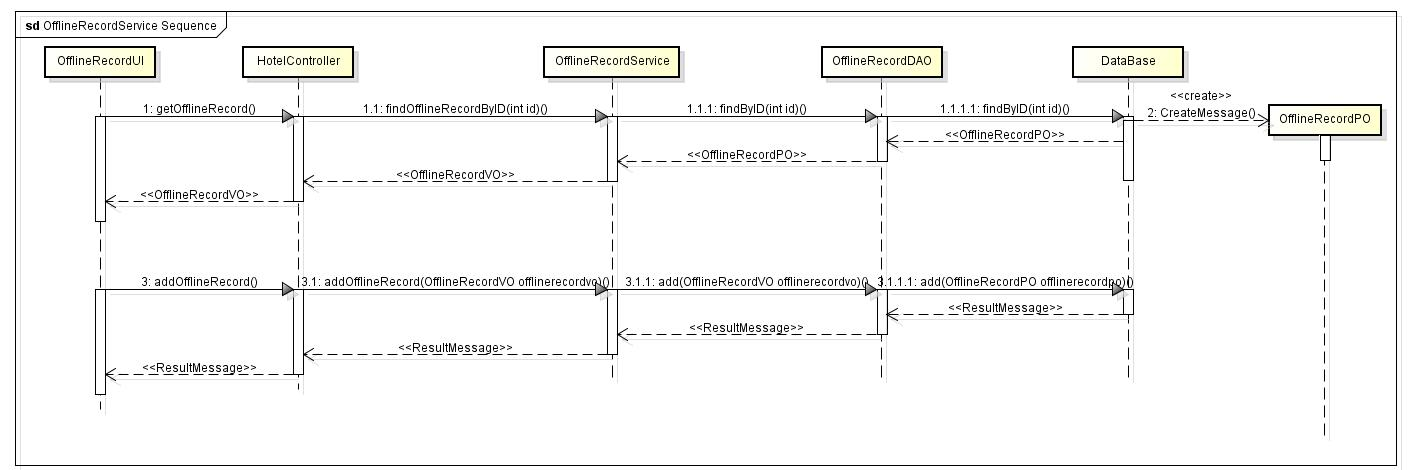 sd OfflineRecordService Sequence
OfflineRecordUI
HotelController
OfflineRecordService
OfflineRecordDAO
DataBase
<<create>>
1: getOfflineRecord()
1.1: findOfflineRecordByID(int id)()
1.1.1: findByID(int id)()
1.1.1.1: findByID(int id)()
2: CreateMessage()
OfflineRecordPO
<<OfflineRecordPO>>
<<OfflineRecordPO>>
<<OfflineRecordVO>>
<<OfflineRecordVO>>
3: addOfflineRecord()
3.1: addOfflineRecord(OfflineRecordVO offlinerecordvo)()
3.1.1: add(OfflineRecordVO offlinerecordvo)()
3.1.1.1: add(OfflineRecordPO offlinerecordpo)()
<<ResultMessage>>
<<ResultMessage>>
<<ResultMessage>>
<<ResultMessage>>